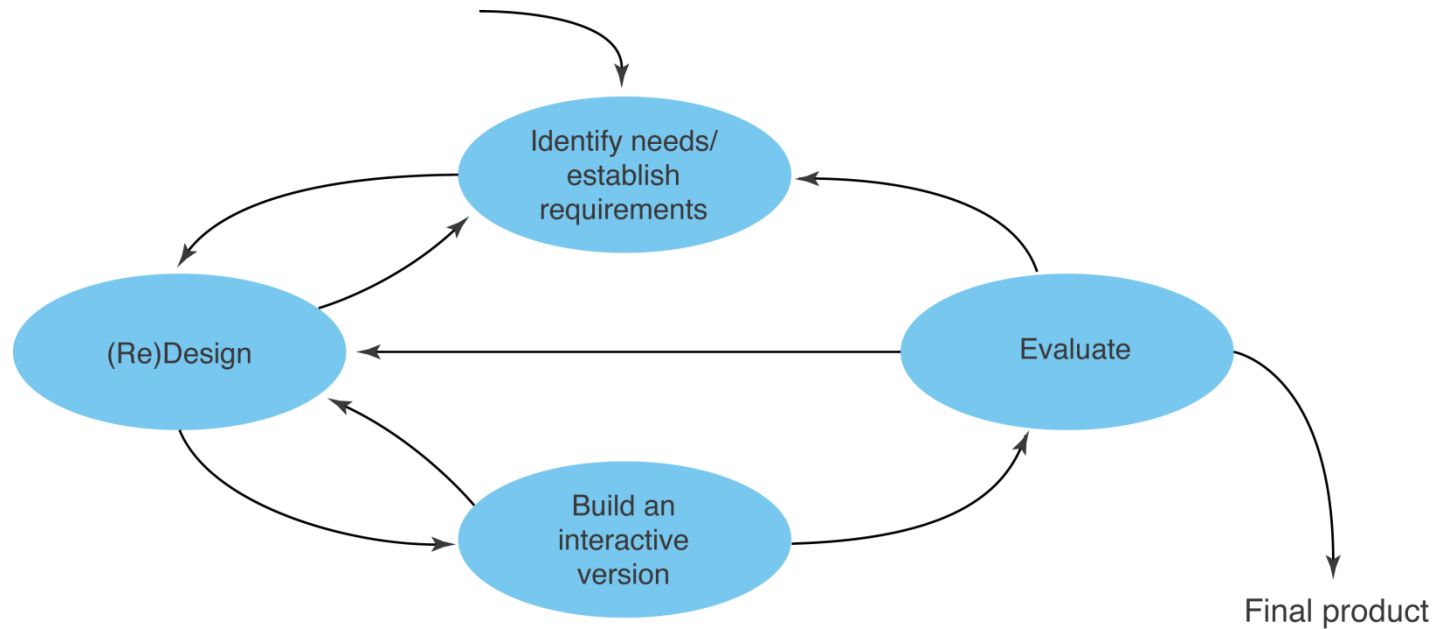 Identify needs/
establish
requirements
(Re)Design
Evaluate
Build an
interactive
version
Final product